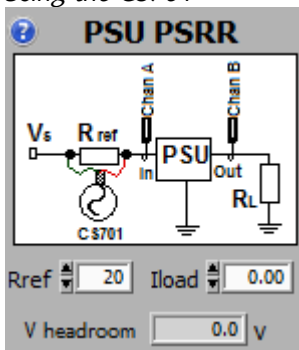 Using the CS701
? PSU PSRR
Chan A
Chan B
Vs
R ref
PSU
In
Out
RL
CS701
Rref 20 Iload 0.00
V headroom 0.0 V